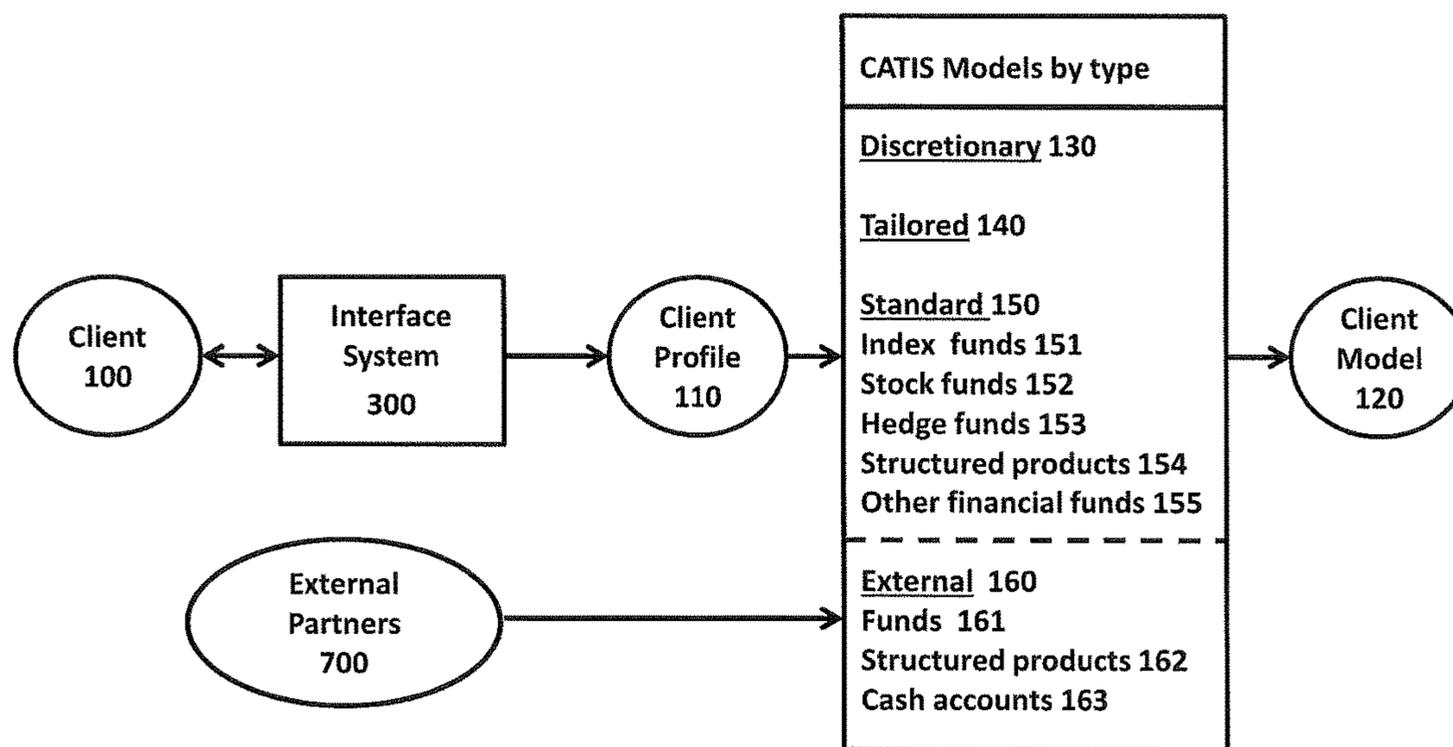 Client
100
Interface
System
300
Client
Profile
110
CATIS Models by type
Discretionary 130
Tailored 140
Standard 150
Index funds 151
Stock funds 152
Hedge funds 153
Structured products 154
Other financial funds 155
External 160
Funds 161
Structured products 162
Cash accounts 163
Client
Model
120
External
Partners
700